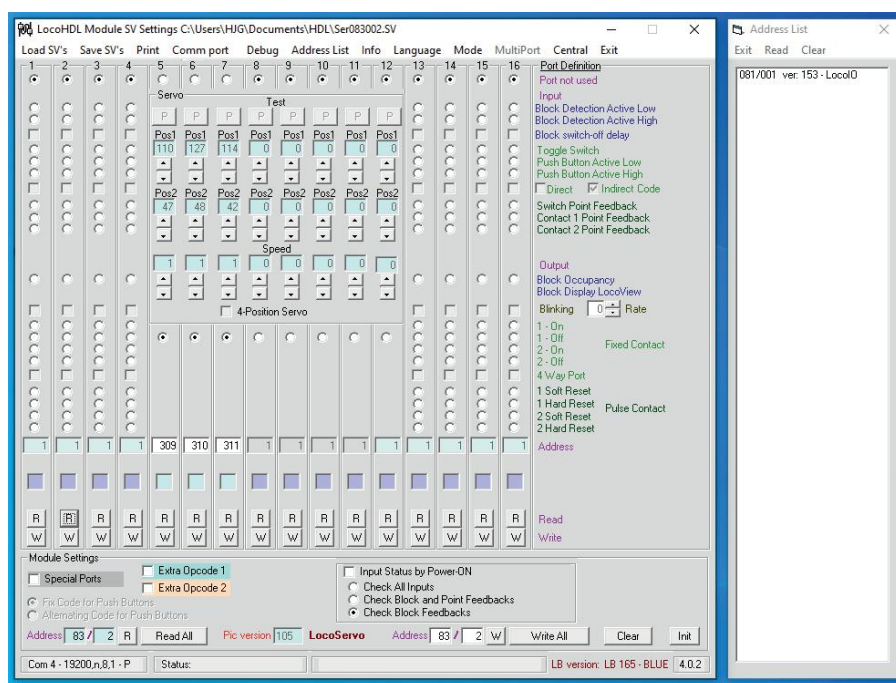 LocoHDL Module SV Settings C:\Users\HJG\Documents\HDL\Ser083002.SV
Load SV's Save SV's Print Comm port Debug Address List Info Language Mode MultiPort Central Exit
1 2 3 4 5 6 7 8 9 10 11 12 13 14 15 16 Port Definition
Port not used
Servo
Test
Input
P P P P P P P P
Block Detection Active Low
Block Detection Active High
Pos1 Pos1 Pos1 Pos1 Pos1 Pos1 Pos1 Pos1 Block switch-off delay
110 127 114 0 0 0 0 0
Toggle Switch
Push Button Active Low
Push Button Active High
Pos2 Pos2 Pos2 Pos2 Pos2 Pos2 Pos2 Pos2 Direct Indirect Code
47 48 42 0 0 0 0 0
Switch Point Feedback
Contact 1 Point Feedback
Contact 2 Point Feedback
Speed
1 1 1 0 0 0 0 0
Output
Block Occupancy
Block Display LocoView
4-Position Servo
Blinking 0 Rate
1 - On
1 - Off
2 - On
2 - Off
Fixed Contact
4 Way Port
1 Soft Reset
1 Hard Reset
2 Soft Reset
2 Hard Reset
Pulse Contact
1 1 1 1 309 310 311 1 1 1 1 1 1 1 1 1 Address
R R R R R R R R R R R R R R R R Read
W W W W W W W W W W W W W W W W Write
Module Settings
Special Ports
Extra Opcode 1
Extra Opcode 2
Fix Code for Push Buttons
Alternating Code for Push Buttons
Input Status by Power-ON
Check All Inputs
Check Block and Point Feedbacks
Check Block Feedbacks
Address 83 / 2 R Read All Pic version 105 LocoServo Address 83 / 2 W Write All Clear Init
Com 4 - 19200,n,8,1 - P Status: LB version: LB 165 - BLUE 4.0.2
Address List
Exit Read Clear
081/001 ver: 153 - LocoIO